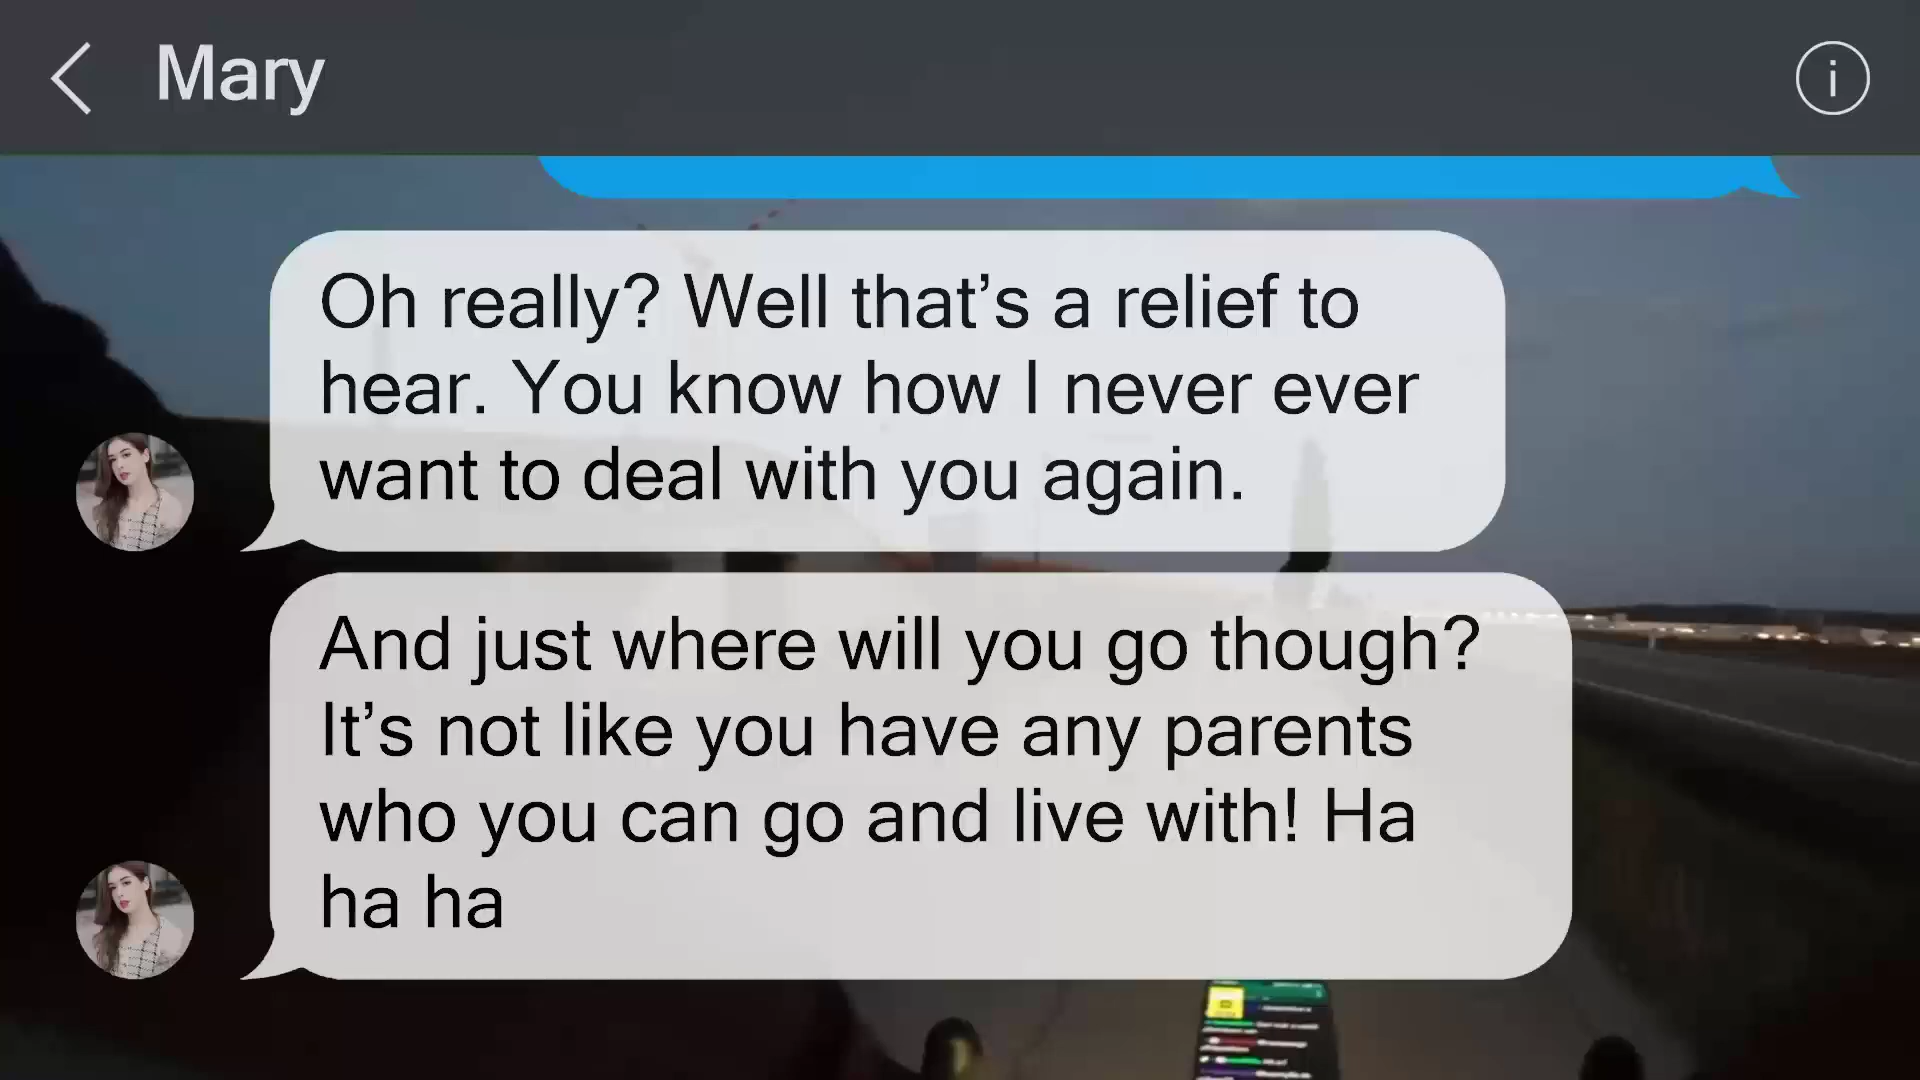 Mary
Oh really? Well that’s a relief to
hear. You know how I never ever
want to deal with you again.
And just where will you go though?
It’s not like you have any parents
who you can go and live with! Ha
ha ha